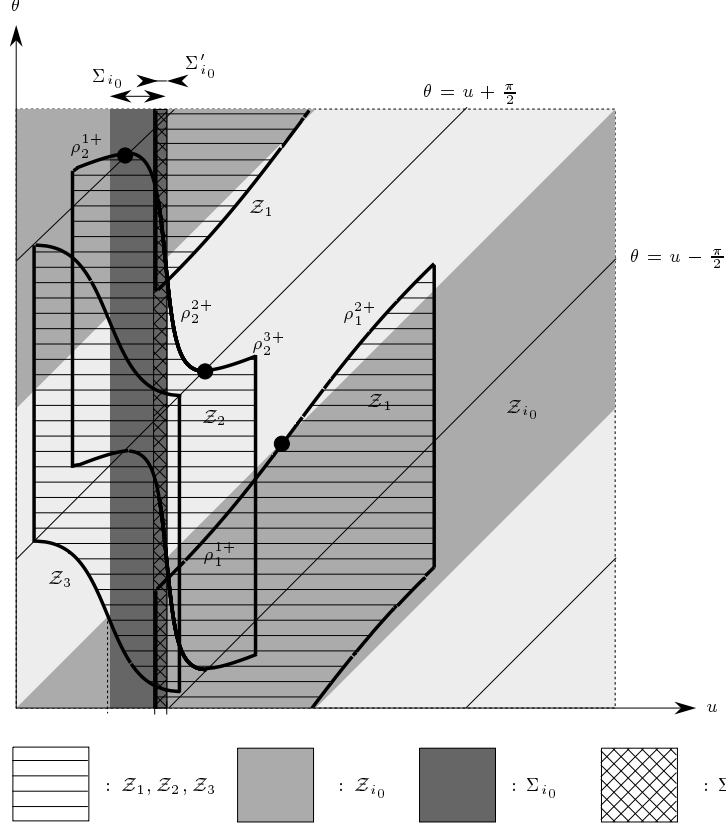 θ
Σ_{i_0} Σ′_{i_0}
θ = u + π/2
ρ_2^{1+}
𝒵_1
θ = u − π/2
ρ_2^{2+} ρ_1^{2+}
ρ_2^{3+}
𝒵_2 𝒵_1 𝒵_{i_0}
ρ_1^{1+}
𝒵_3
u
: 𝒵_1, 𝒵_2, 𝒵_3 : 𝒵_{i_0} : Σ_{i_0} : Σ